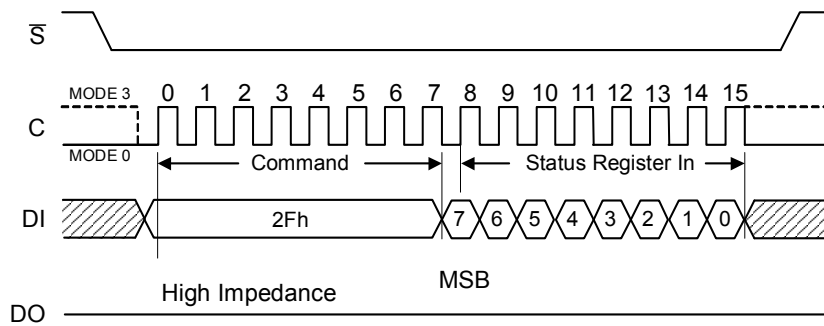 S
MODE 3 0 1 2 3 4 5 6 7 8 9 10 11 12 13 14 15
C
MODE 0
Command Status Register In
DI 2Fh 7 6 5 4 3 2 1 0
MSB
High Impedance
DO